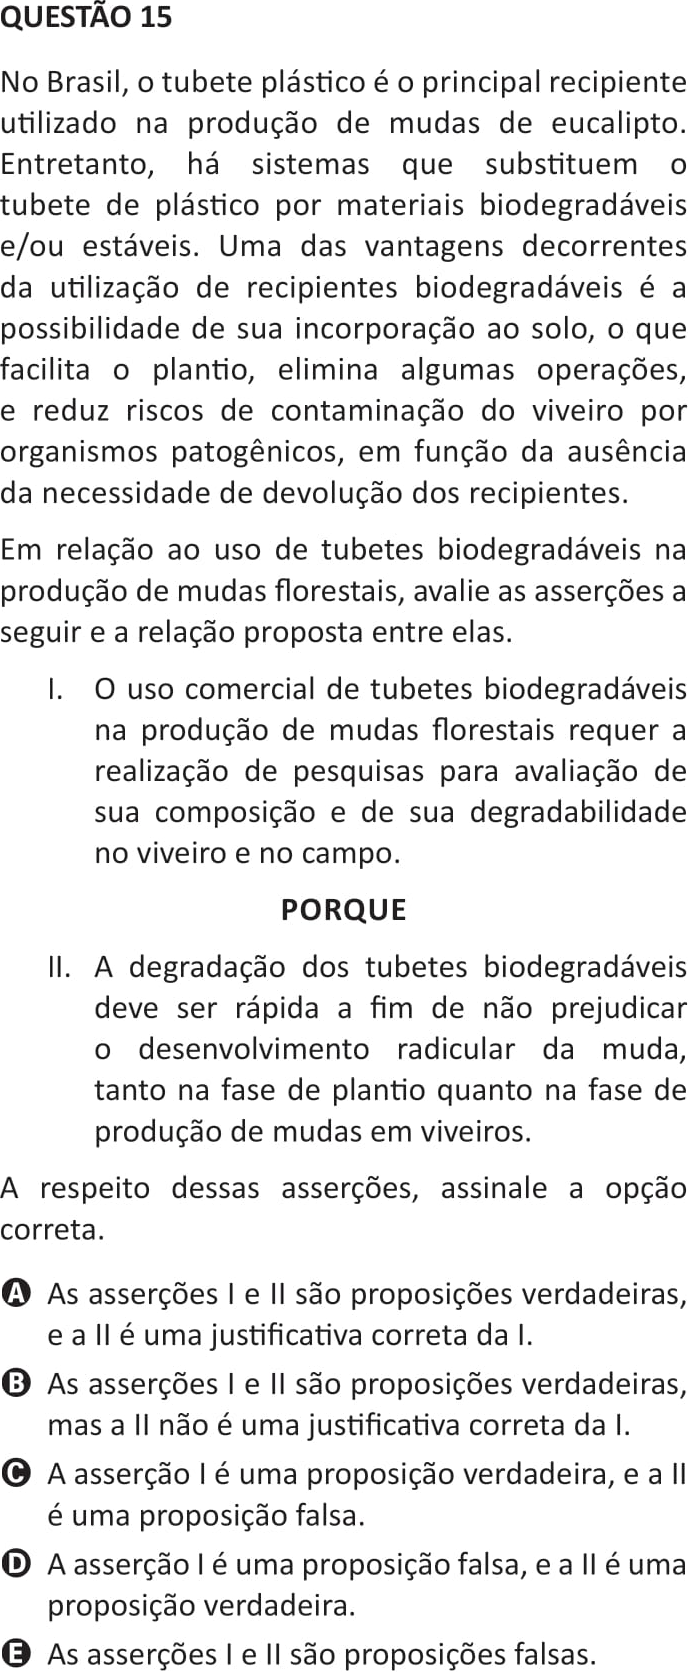 QUESTÃO 15
No Brasil, o tubete plástico é o principal recipiente
utilizado na produção de mudas de eucalipto.
Entretanto, há sistemas que substituem o
tubete de plástico por materiais biodegradáveis
e/ou estáveis. Uma das vantagens decorrentes
da utilização de recipientes biodegradáveis é a
possibilidade de sua incorporação ao solo, o que
facilita o plantio, elimina algumas operações,
e reduz riscos de contaminação do viveiro por
organismos patogênicos, em função da ausência
da necessidade de devolução dos recipientes.
Em relação ao uso de tubetes biodegradáveis na
produção de mudas florestais, avalie as asserções a
seguir e a relação proposta entre elas.
I. O uso comercial de tubetes biodegradáveis
na produção de mudas florestais requer a
realização de pesquisas para avaliação de
sua composição e de sua degradabilidade
no viveiro e no campo.
PORQUE
II. A degradação dos tubetes biodegradáveis
deve ser rápida a fim de não prejudicar
o desenvolvimento radicular da muda,
tanto na fase de plantio quanto na fase de
produção de mudas em viveiros.
A respeito dessas asserções, assinale a opção
correta.
A As asserções I e II são proposições verdadeiras,
e a II é uma justificativa correta da I.
B As asserções I e II são proposições verdadeiras,
mas a II não é uma justificativa correta da I.
C A asserção I é uma proposição verdadeira, e a II
é uma proposição falsa.
D A asserção I é uma proposição falsa, e a II é uma
proposição verdadeira.
E As asserções I e II são proposições falsas.